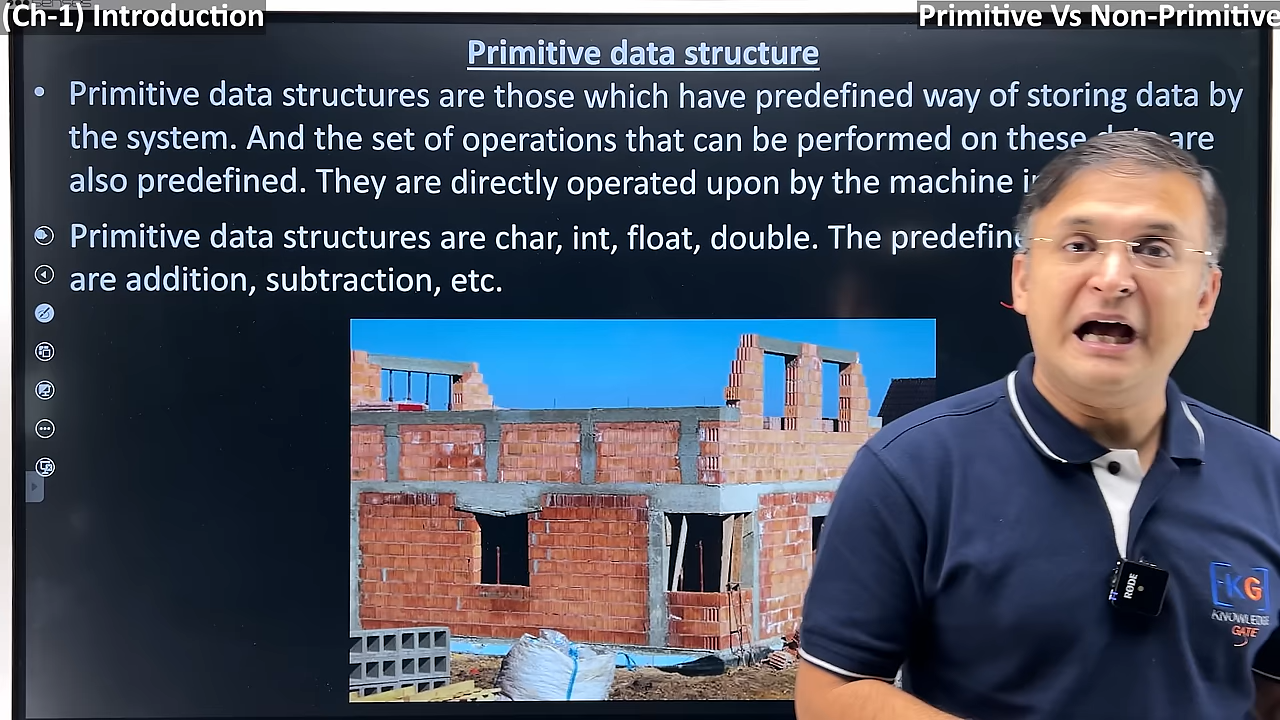 (Ch-1) Introduction
Primitive Vs Non-Primitive
Primitive data structure
• Primitive data structures are those which have predefined way of storing data by
the system. And the set of operations that can be performed on these are
also predefined. They are directly operated upon by the machine
Primitive data structures are char, int, float, double. The
are addition, subtraction, etc.
RODE
KG
KNOWLEDGE
GATE